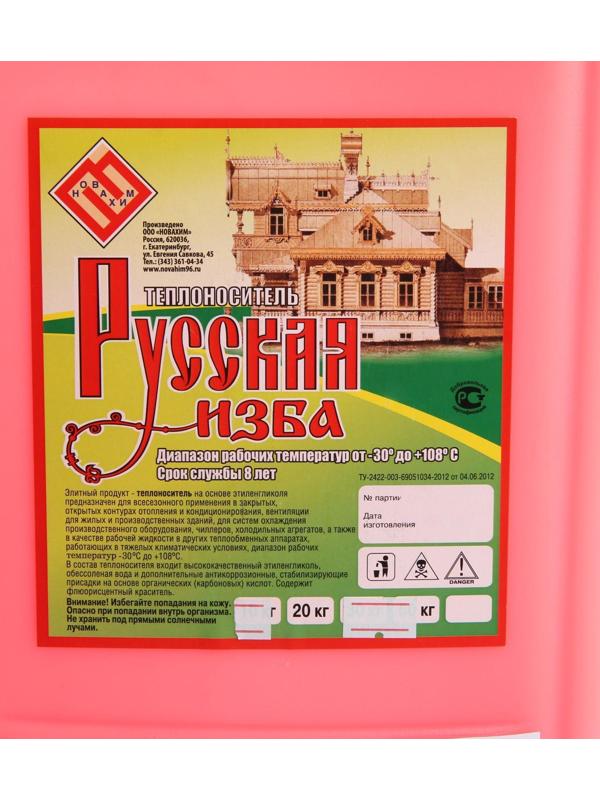 НОВАХИМ
Произведено
ООО «НОВАХИМ»
Россия, 620036,
г. Екатеринбург,
ул. Евгения Савкова, 45
Тел.: (343) 361-04-34
www.novahim96.ru
ТЕПЛОНОСИТЕЛЬ
Русская
изба
Диапазон рабочих температур от -30° до +108° С
Срок службы 8 лет
Добровольная
РСТ
сертификация
ТУ-2422-003-69051034-2012 от 04.06.2012
Элитный продукт - теплоноситель на основе этиленгликоля
предназначен для всесезонного применения в закрытых,
открытых контурах отопления и кондиционирования, вентиляции
для жилых и производственных зданий, для систем охлаждения
производственного оборудования, чиллеров, холодильных агрегатов, а также
в качестве рабочей жидкости в других теплообменных аппаратах,
работающих в тяжелых климатических условиях, диапазон рабочих
температур -30°С до +108°С.
В состав теплоносителя входит высококачественный этиленгликоль,
обессоленая вода и дополнительные антикоррозионные, стабилизирующие
присадки на основе органических (карбоновых) кислот. Содержит
флюорисцентный краситель.
Внимание! Избегайте попадания на кожу.
Опасно при попадании внутрь организма.
Не хранить под прямыми солнечными
лучами.
№ партии
Дата
изготовления
DANGER
10 кг
20 кг
кг